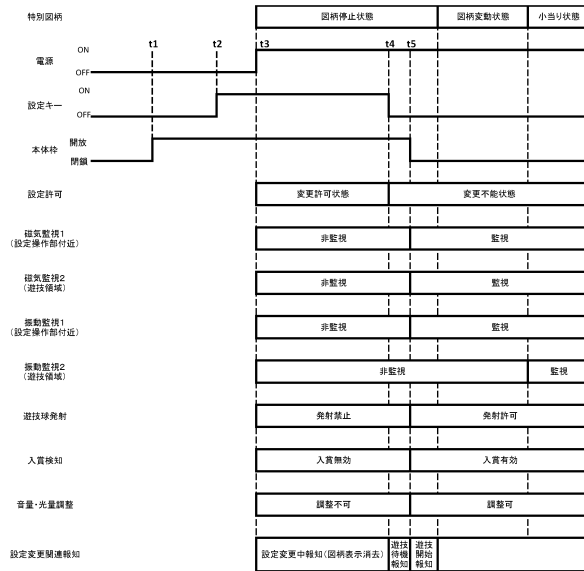 特別図柄 図柄停止状態 図柄変動状態 小当り状態
t1 t2 t3 t4 t5
電源 ON
OFF
設定キー ON
OFF
本体枠 開放
閉鎖
設定許可 変更許可状態 変更不能状態
磁気監視1
(設定操作部付近) 非監視 監視
磁気監視2
(遊技領域) 非監視 監視
振動監視1
(設定操作部付近) 非監視 監視
振動監視2
(遊技領域) 非監視 監視
遊技球発射 発射禁止 発射許可
入賞検知 入賞無効 入賞有効
音量・光量調整 調整不可 調整可
設定変更関連報知 設定変更中報知(図柄表示消去)
遊技
待機
報知
遊技
開始
報知